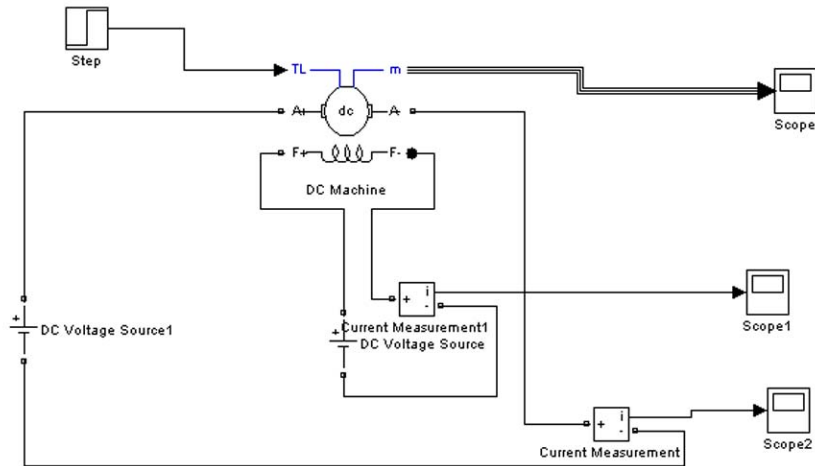 Step
TL
m
Scope
A+
dc
A-
F+
F-
DC Machine
+
DC Voltage Source1
+
i
-
Scope1
Current Measurement1
+
DC Voltage Source
+
i
-
Scope2
Current Measurement